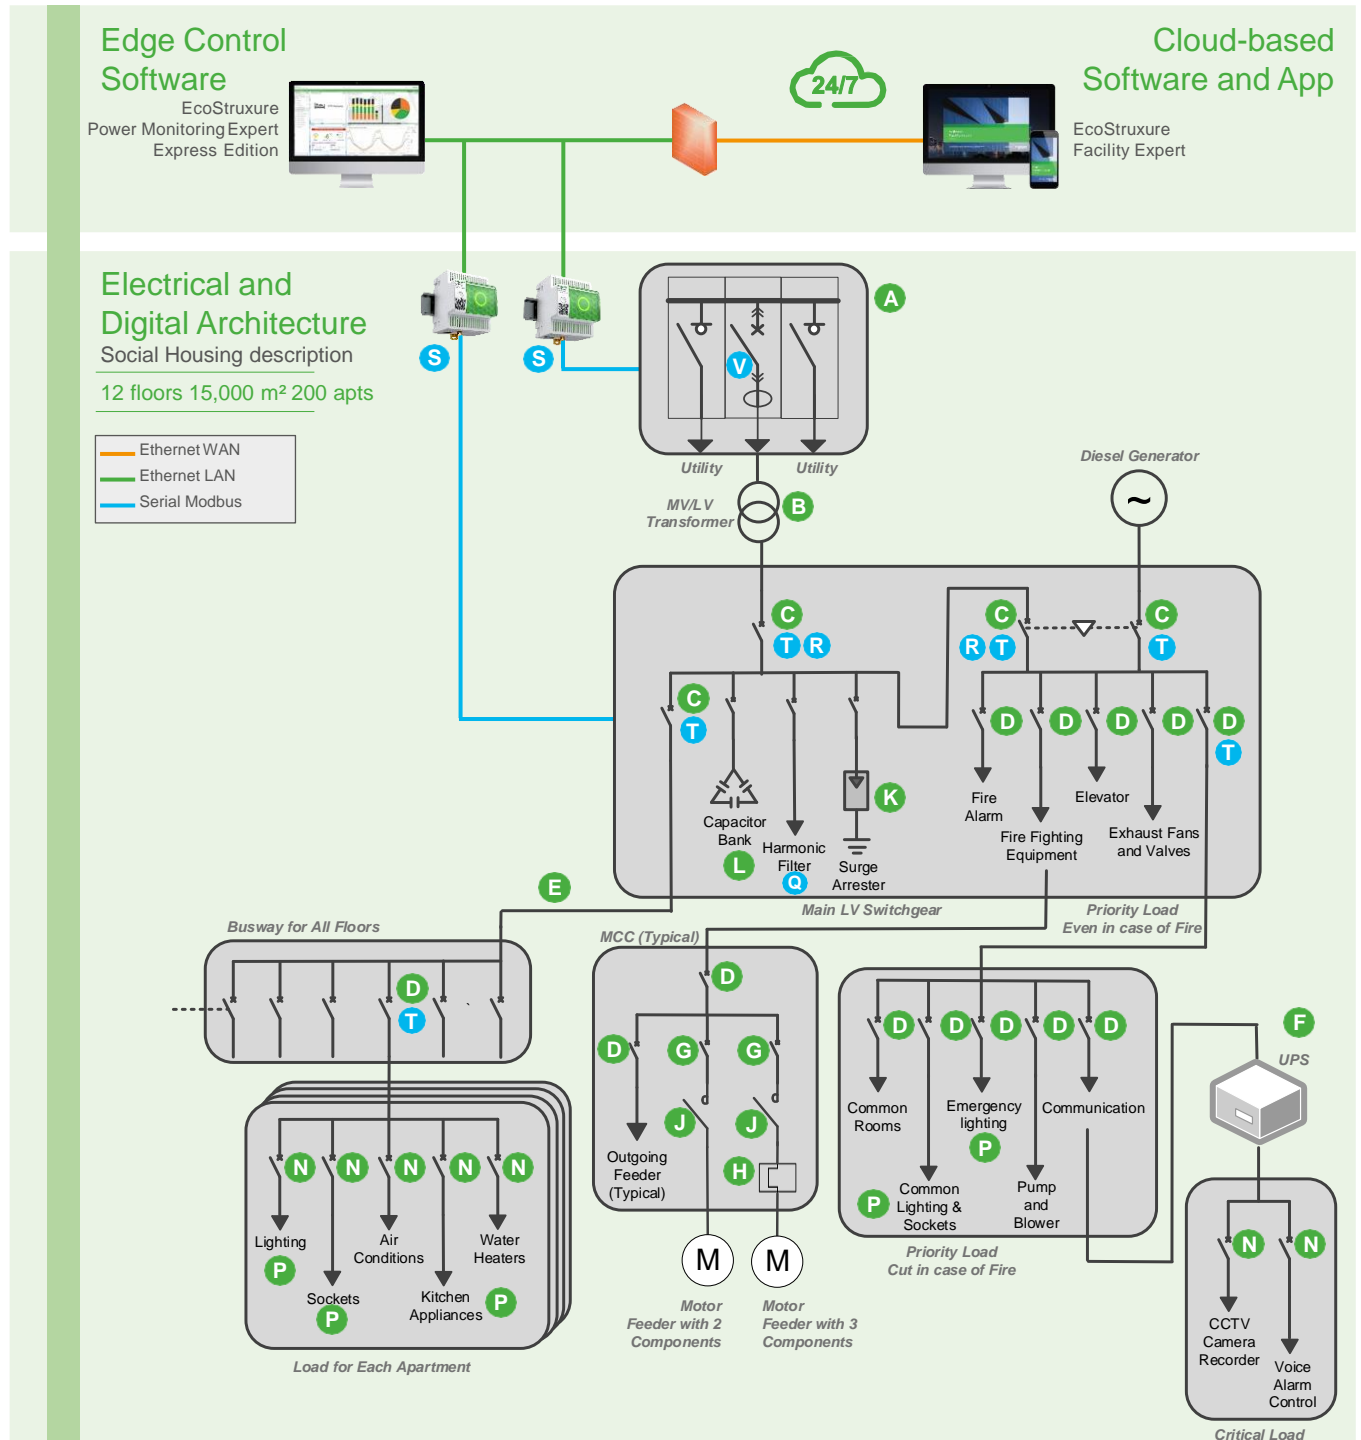 Edge Control
Software
EcoStruxure
Power Monitoring Expert
Express Edition
24/7
Cloud-based
Software and App
EcoStruxure
Facility Expert
Electrical and
Digital Architecture
Social Housing description
12 floors 15,000 m² 200 apts
Ethernet WAN
Ethernet LAN
Serial Modbus
S
S
A
V
Utility
Utility
MV/LV
Transformer
B
Diesel Generator
~
C
T R
C
R T
C
T
C
T
D
D
D
D
D
T
K
Capacitor
Bank
L
Harmonic
Filter
Q
Surge
Arrester
Fire
Alarm
Fire Fighting
Equipment
Elevator
Exhaust Fans
and Valves
Main LV Switchgear
Priority Load
Even in case of Fire
E
Busway for All Floors
D
T
N
N
N
N
N
Lighting
P
Sockets
P
Air
Conditions
Kitchen
Appliances
P
Water
Heaters
Load for Each Apartment
MCC (Typical)
D
D
G
G
J
J
H
Outgoing
Feeder
(Typical)
M
M
Motor
Feeder with 2
Components
Motor
Feeder with 3
Components
D
D
D
D
D
Common
Rooms
P
Common
Lighting &
Sockets
Emergency
lighting
P
Pump
and
Blower
Communication
Priority Load
Cut in case of Fire
F
UPS
N
N
CCTV
Camera
Recorder
Voice
Alarm
Control
Critical Load